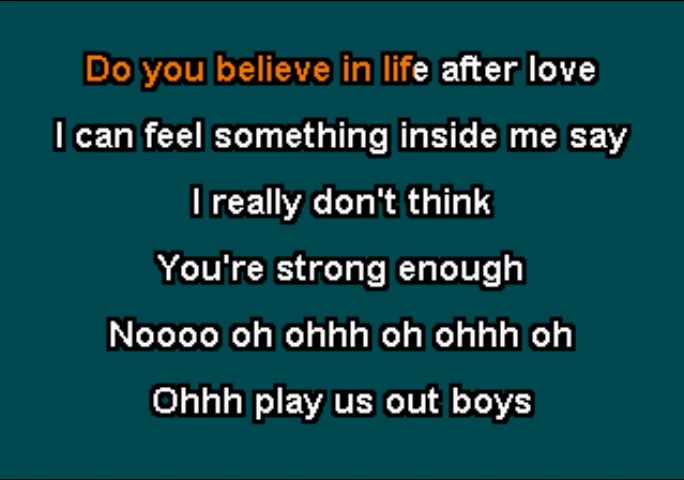 Do you believe in life after love
I can feel something inside me say
I really don't think
You're strong enough
Noooo oh ohhh oh ohhh oh
Ohhh play us out boys